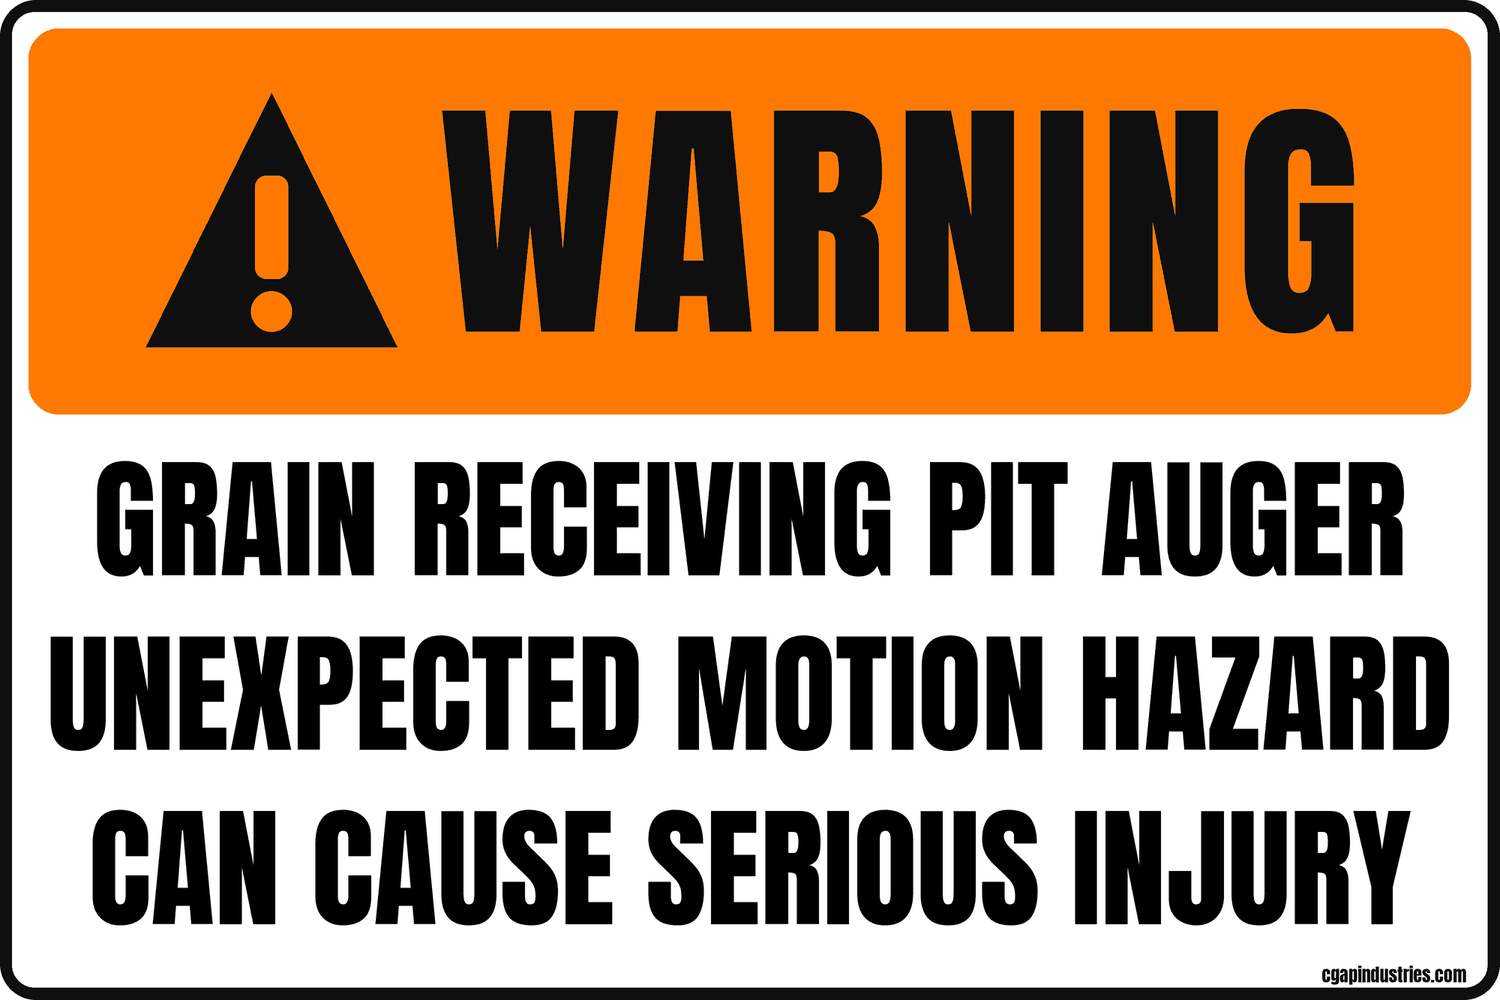 WARNING
GRAIN RECEIVING PIT AUGER
UNEXPECTED MOTION HAZARD
CAN CAUSE SERIOUS INJURY
cgapindustries.com